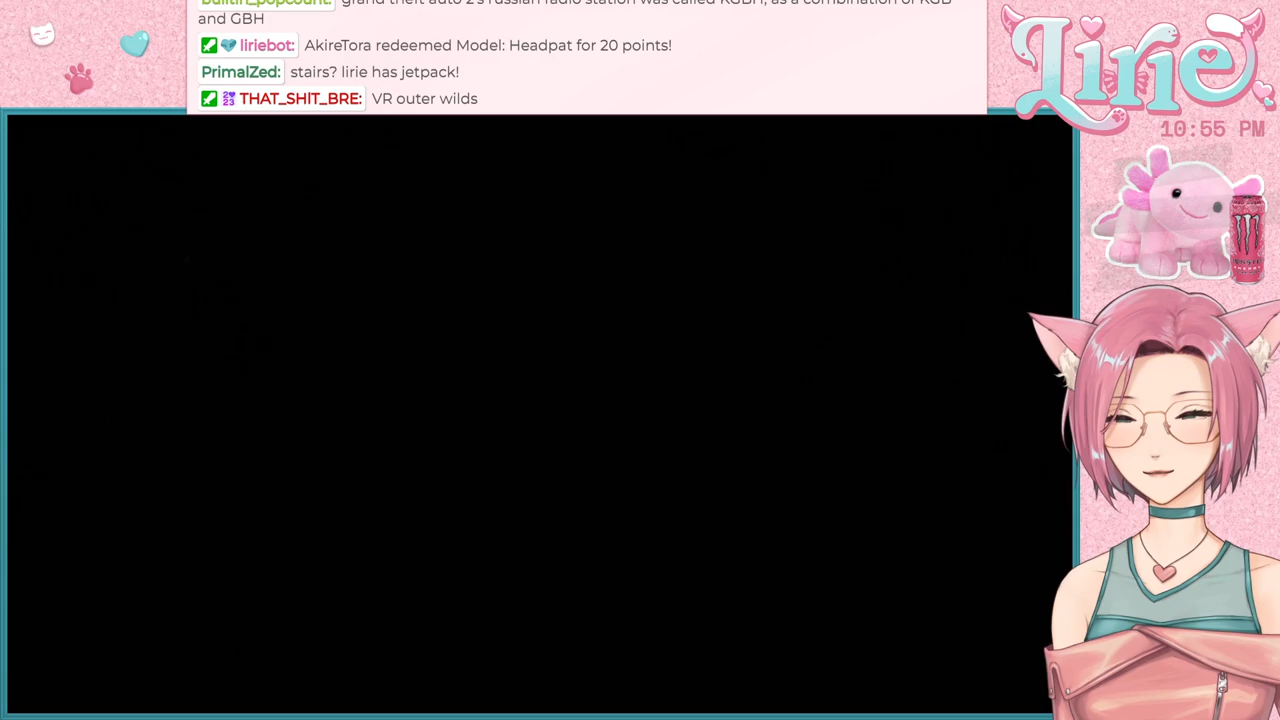 builtin_popcount: grand theft auto 2's russian radio station was called KGBH, as a combination of KGB
and GBH
liriebot: AkireTora redeemed Model: Headpat for 20 points!
PrimalZed: stairs? lirie has jetpack!
THAT_SHIT_BRE: VR outer wilds
Lirie
10:55 PM